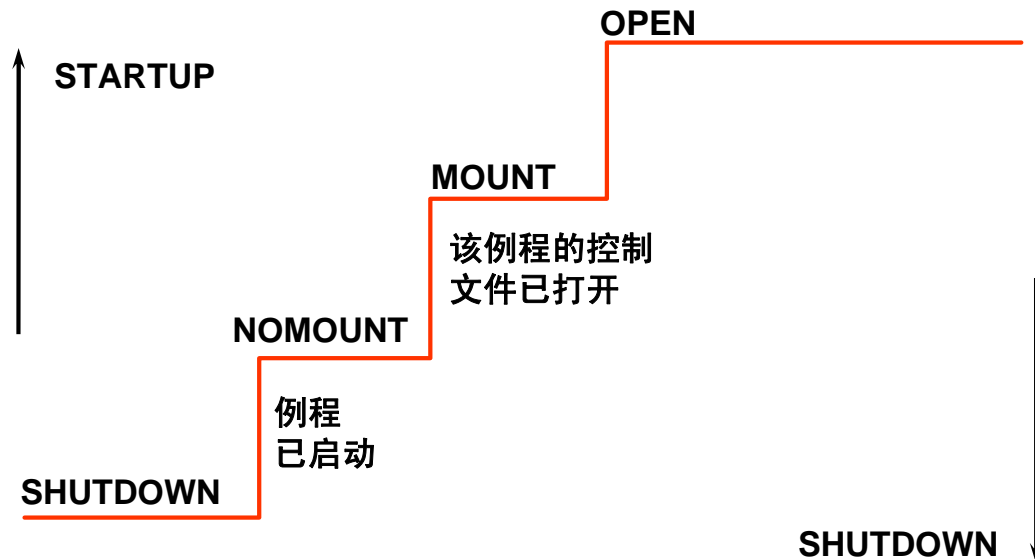 OPEN
STARTUP
MOUNT
该例程的控制
文件已打开
NOMOUNT
例程
已启动
SHUTDOWN
SHUTDOWN